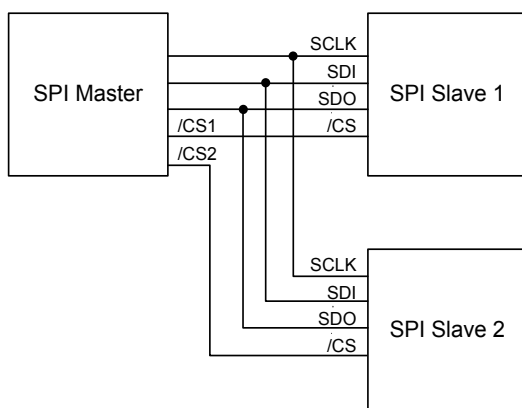 SCLK
SDI
SPI Master
SDO
SPI Slave 1
/CS1
/CS
/CS2
SCLK
SDI
SDO
SPI Slave 2
/CS